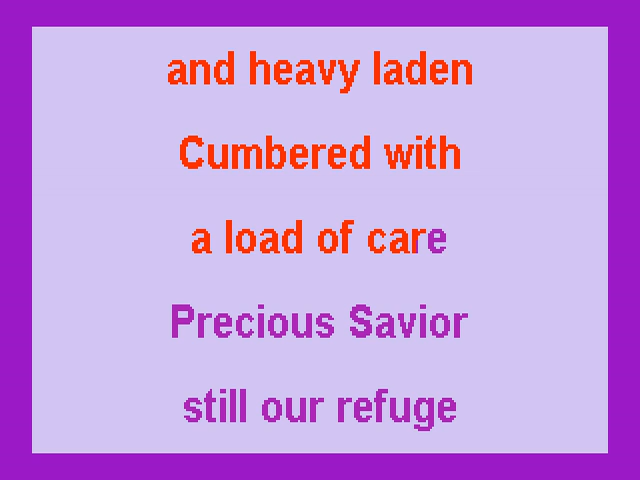 and heavy laden
Cumbered with
a load of care
Precious Savior
still our refuge